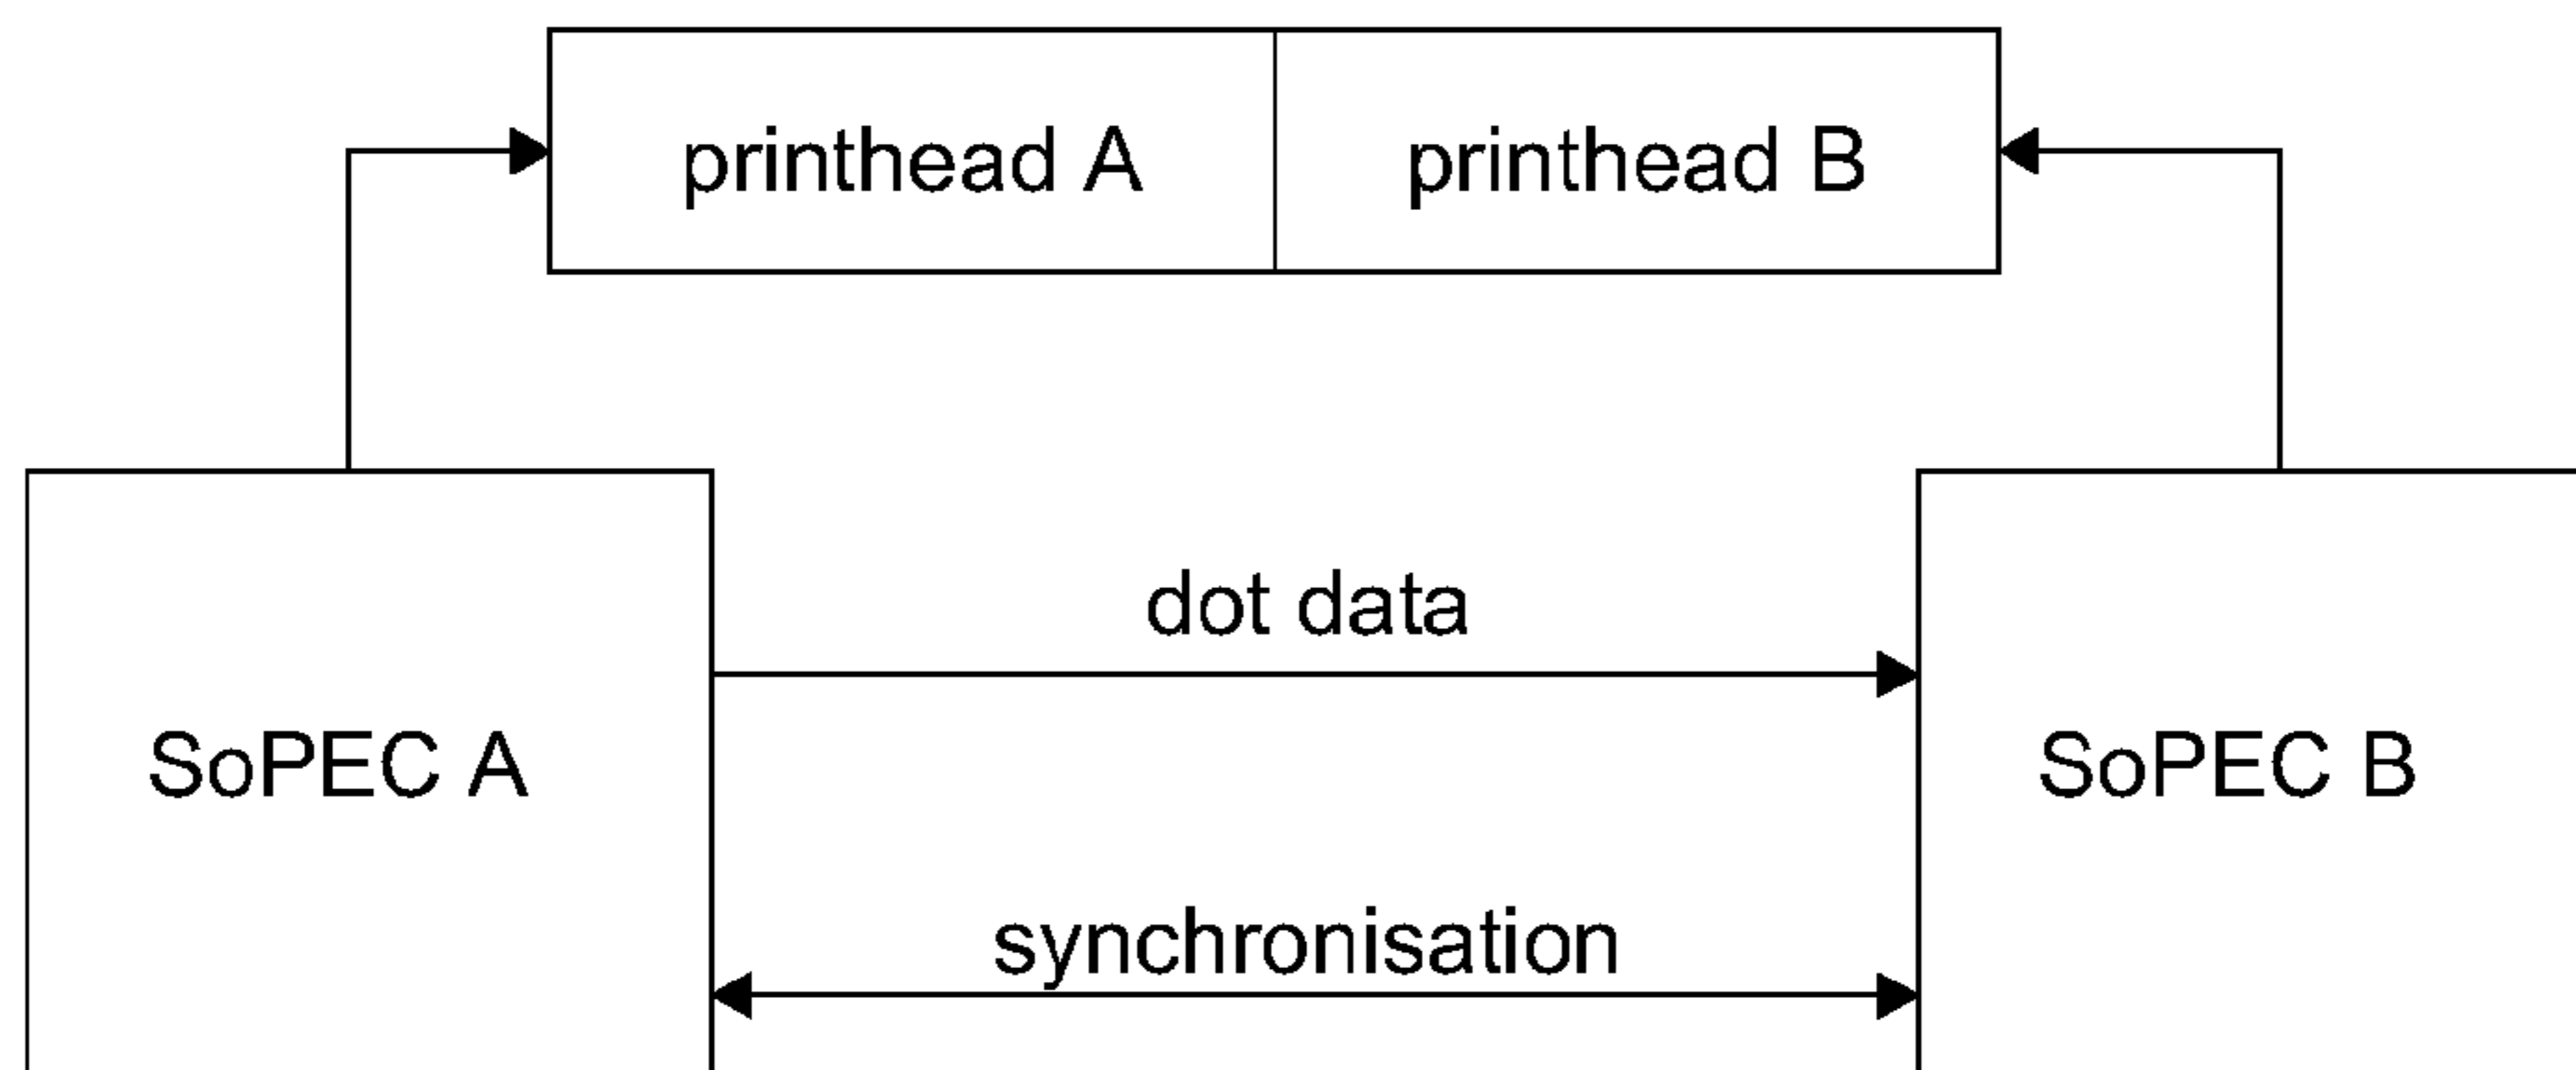 printhead A
printhead B
dot data
SoPEC A
SoPEC B
synchronisation